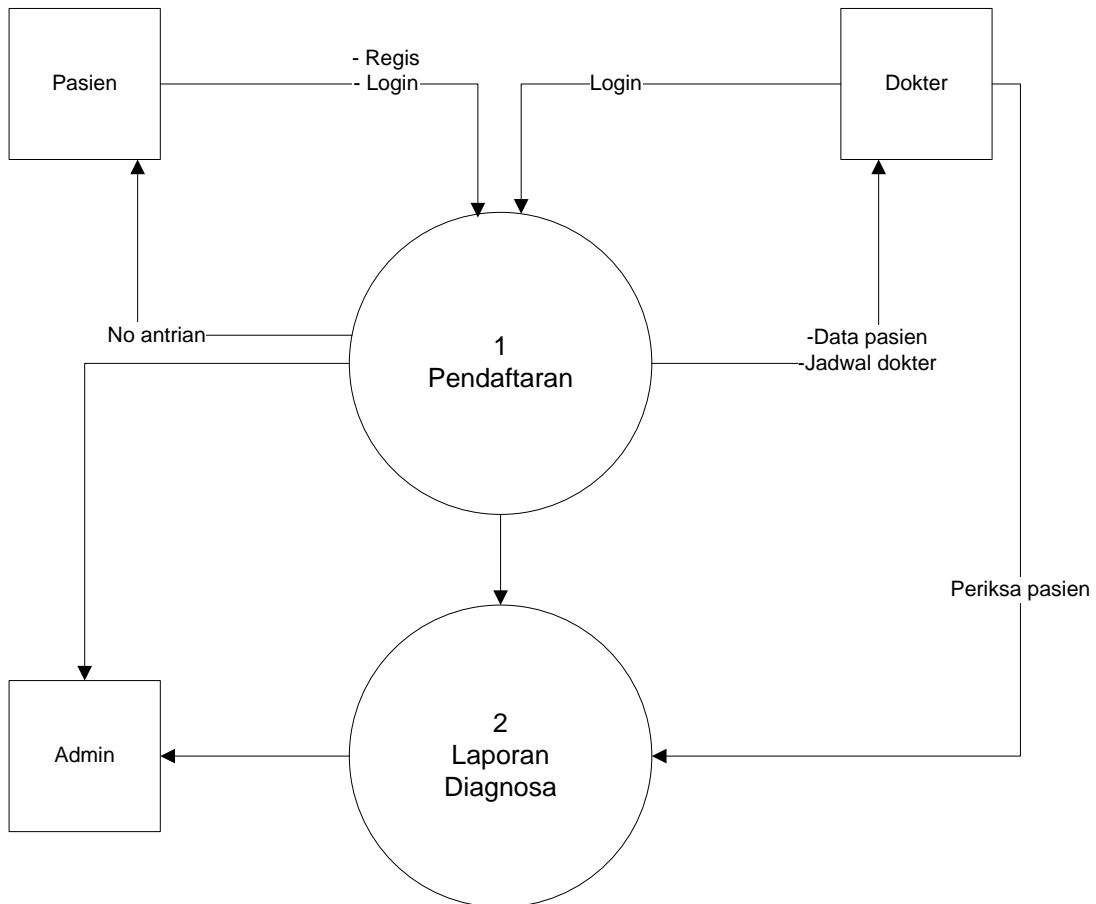 Pasien
- Regis
- Login
Login
Dokter
No antrian
1
Pendaftaran
-Data pasien
-Jadwal dokter
Periksa pasien
Admin
2
Laporan
Diagnosa